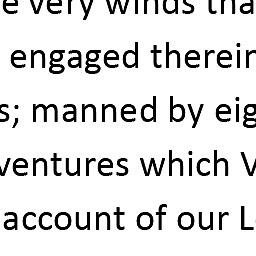 e very winds tha
engaged therein
s; manned by eig
ventures which V
account of our L